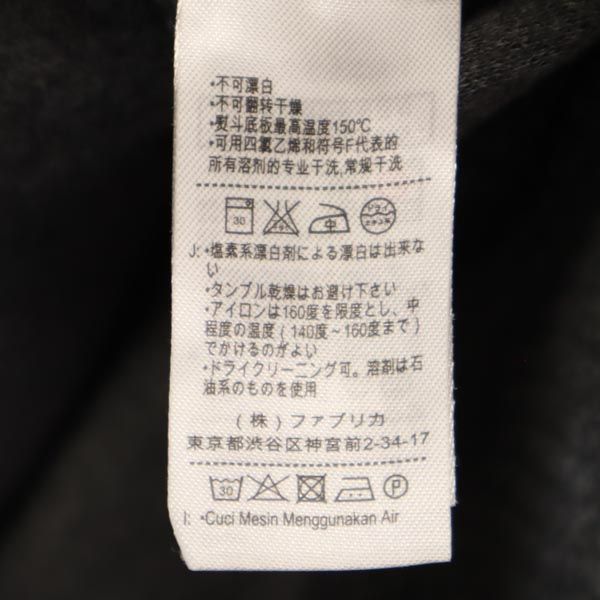 •不可漂白
•不可翻转干燥
•熨斗底板最高温度150℃
•可用四氯乙烯和符号F代表的
所有溶剂的专业干洗,常规干洗
30 中 ドライ
J: •塩素系漂白剤による漂白は出来な
い
•タンブル乾燥はお避け下さい
•アイロンは160度を限度とし、中
程度の温度(140度~160度まで)
でかけるのがよい
•ドライクリーニング可。溶剤は石
油系のものを使用
(株)ファブリカ
東京都渋谷区神宮前2-34-17
30 P
I: •Cuci Mesin Menggunakan Air